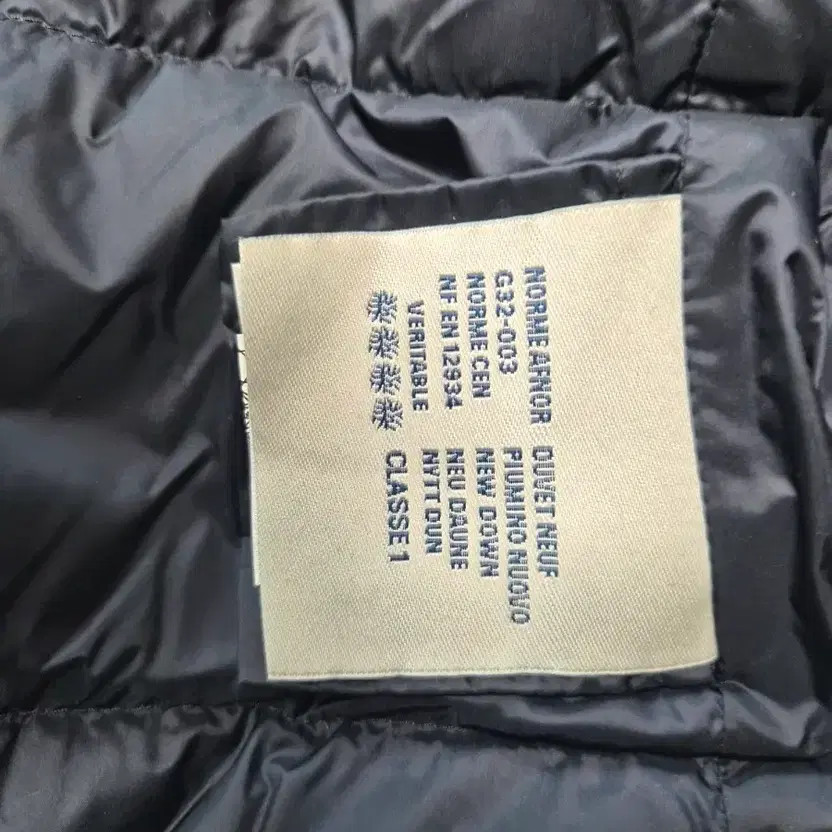 NORME AFNOR DUVET NEUF
G32-003 PIUMINO NUOVO
NORME CEN NEW DOWN
NF EN 12934 NEU DAUNE
VERITABLE NYTT DUN
CLASSE 1